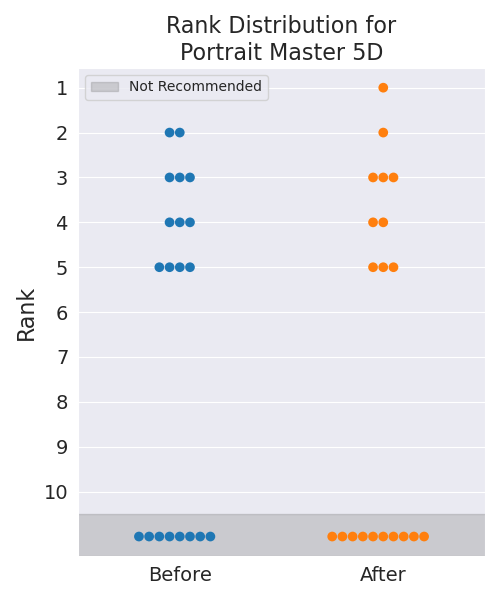 Rank Distribution for
Portrait Master 5D
Not Recommended
1
2
3
4
5
6
7
8
9
10
Rank
Before
After